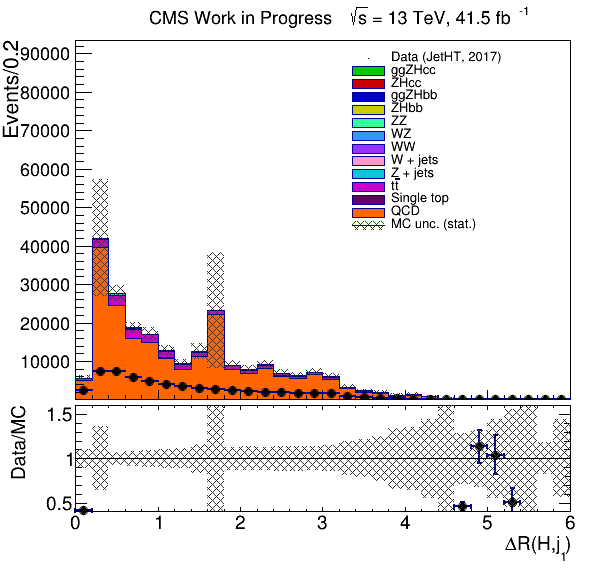 CMS Work in Progress √s = 13 TeV, 41.5 fb⁻¹
Events/0.2
90000
80000
70000
60000
50000
40000
30000
20000
10000
Data (JetHT, 2017)
ggZHcc
ZHcc
ggZHbb
ZHbb
ZZ
WZ
WW
W + jets
Z + jets
tt̄
Single top
QCD
MC unc. (stat.)
Data/MC
1.5
1
0.5
0 1 2 3 4 5 6
ΔR(H,j₁)